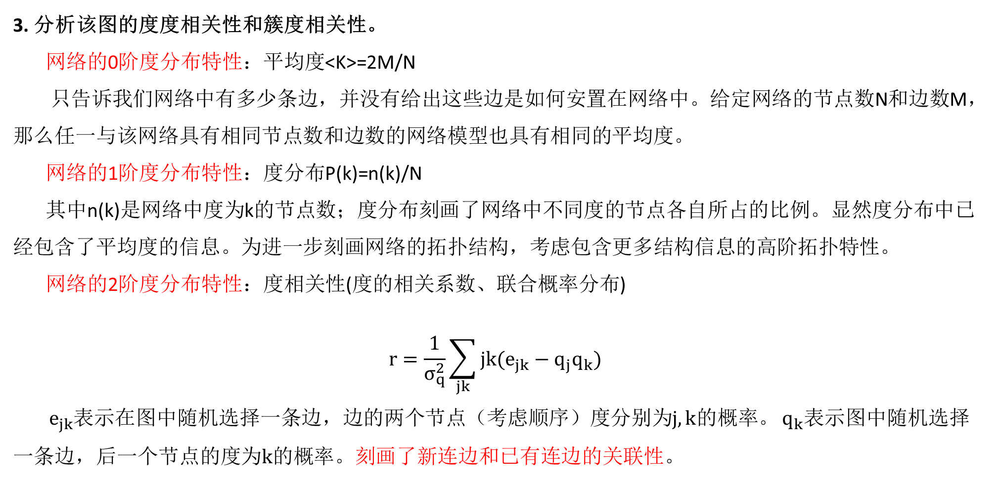 3. 分析该图的度度相关性和簇度相关性。
网络的0阶度分布特性：平均度<K>=2M/N
只告诉我们网络中有多少条边，并没有给出这些边是如何安置在网络中。给定网络的节点数N和边数M，
那么任一与该网络具有相同节点数和边数的网络模型也具有相同的平均度。
网络的1阶度分布特性：度分布P(k)=n(k)/N
其中n(k)是网络中度为k的节点数；度分布刻画了网络中不同度的节点各自所占的比例。显然度分布中已
经包含了平均度的信息。为进一步刻画网络的拓扑结构，考虑包含更多结构信息的高阶拓扑特性。
网络的2阶度分布特性：度相关性(度的相关系数、联合概率分布)
r = \frac{1}{σ_q^2} \sum_{jk} jk(e_{jk} − q_j q_k)
e_{jk}表示在图中随机选择一条边，边的两个节点（考虑顺序）度分别为j, k的概率。 q_k表示图中随机选择
一条边，后一个节点的度为k的概率。刻画了新连边和已有连边的关联性。